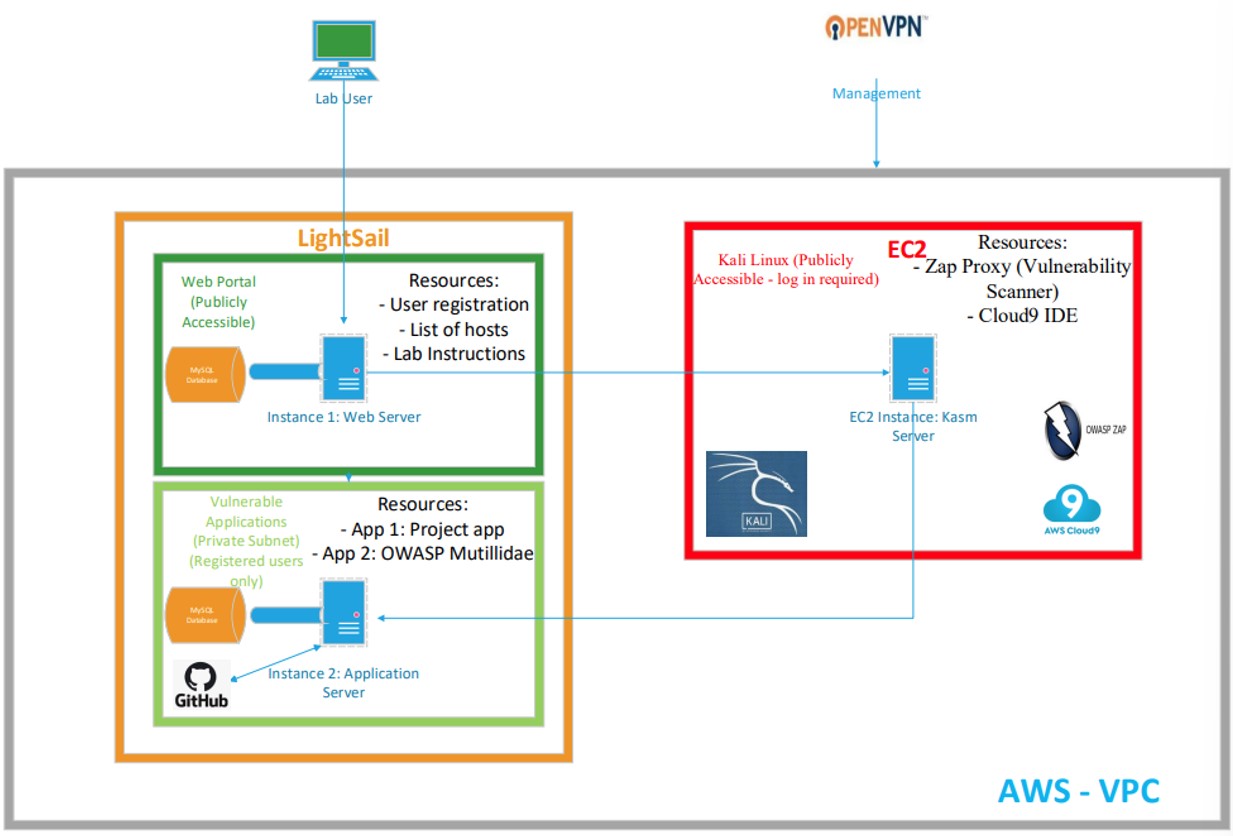 OPENVPN™
Lab User
Management
LightSail
Web Portal
(Publicly
Accessible)
Resources:
- User registration
- List of hosts
- Lab Instructions
MySQL
Database
Instance 1: Web Server
Vulnerable
Applications
(Private Subnet)
(Registered users
only)
Resources:
- App 1: Project app
- App 2: OWASP Mutillidae
MySQL
Database
GitHub
Instance 2: Application
Server
EC2
Kali Linux (Publicly
Accessible - log in required)
Resources:
- Zap Proxy (Vulnerability
Scanner)
- Cloud9 IDE
EC2 Instance: Kasm
Server
KALI
OWASP ZAP
9
AWS Cloud9
AWS - VPC